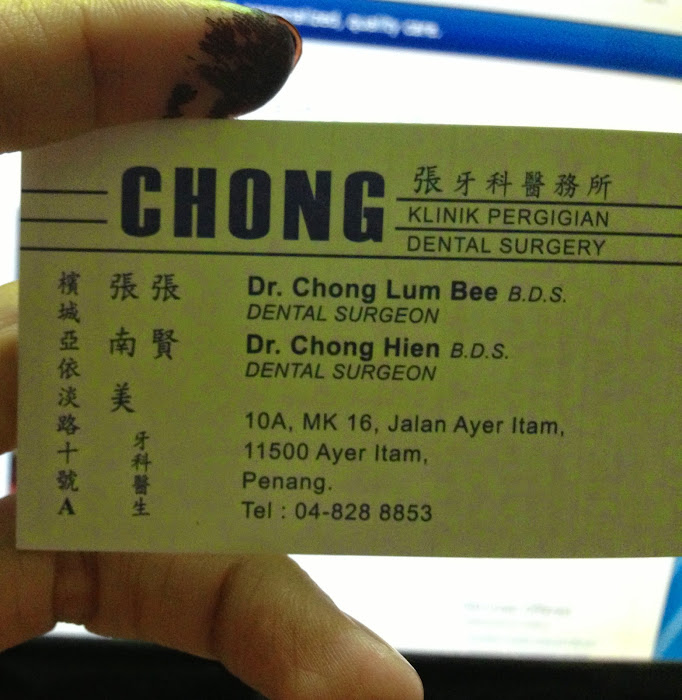 quality care.
CHONG
張牙科醫務所
KLINIK PERGIGIAN
DENTAL SURGERY
檳城亞依淡路十號A
張南美
張賢
牙科醫生
Dr. Chong Lum Bee B.D.S.
DENTAL SURGEON
Dr. Chong Hien B.D.S.
DENTAL SURGEON
10A, MK 16, Jalan Ayer Itam,
11500 Ayer Itam,
Penang.
Tel : 04-828 8853